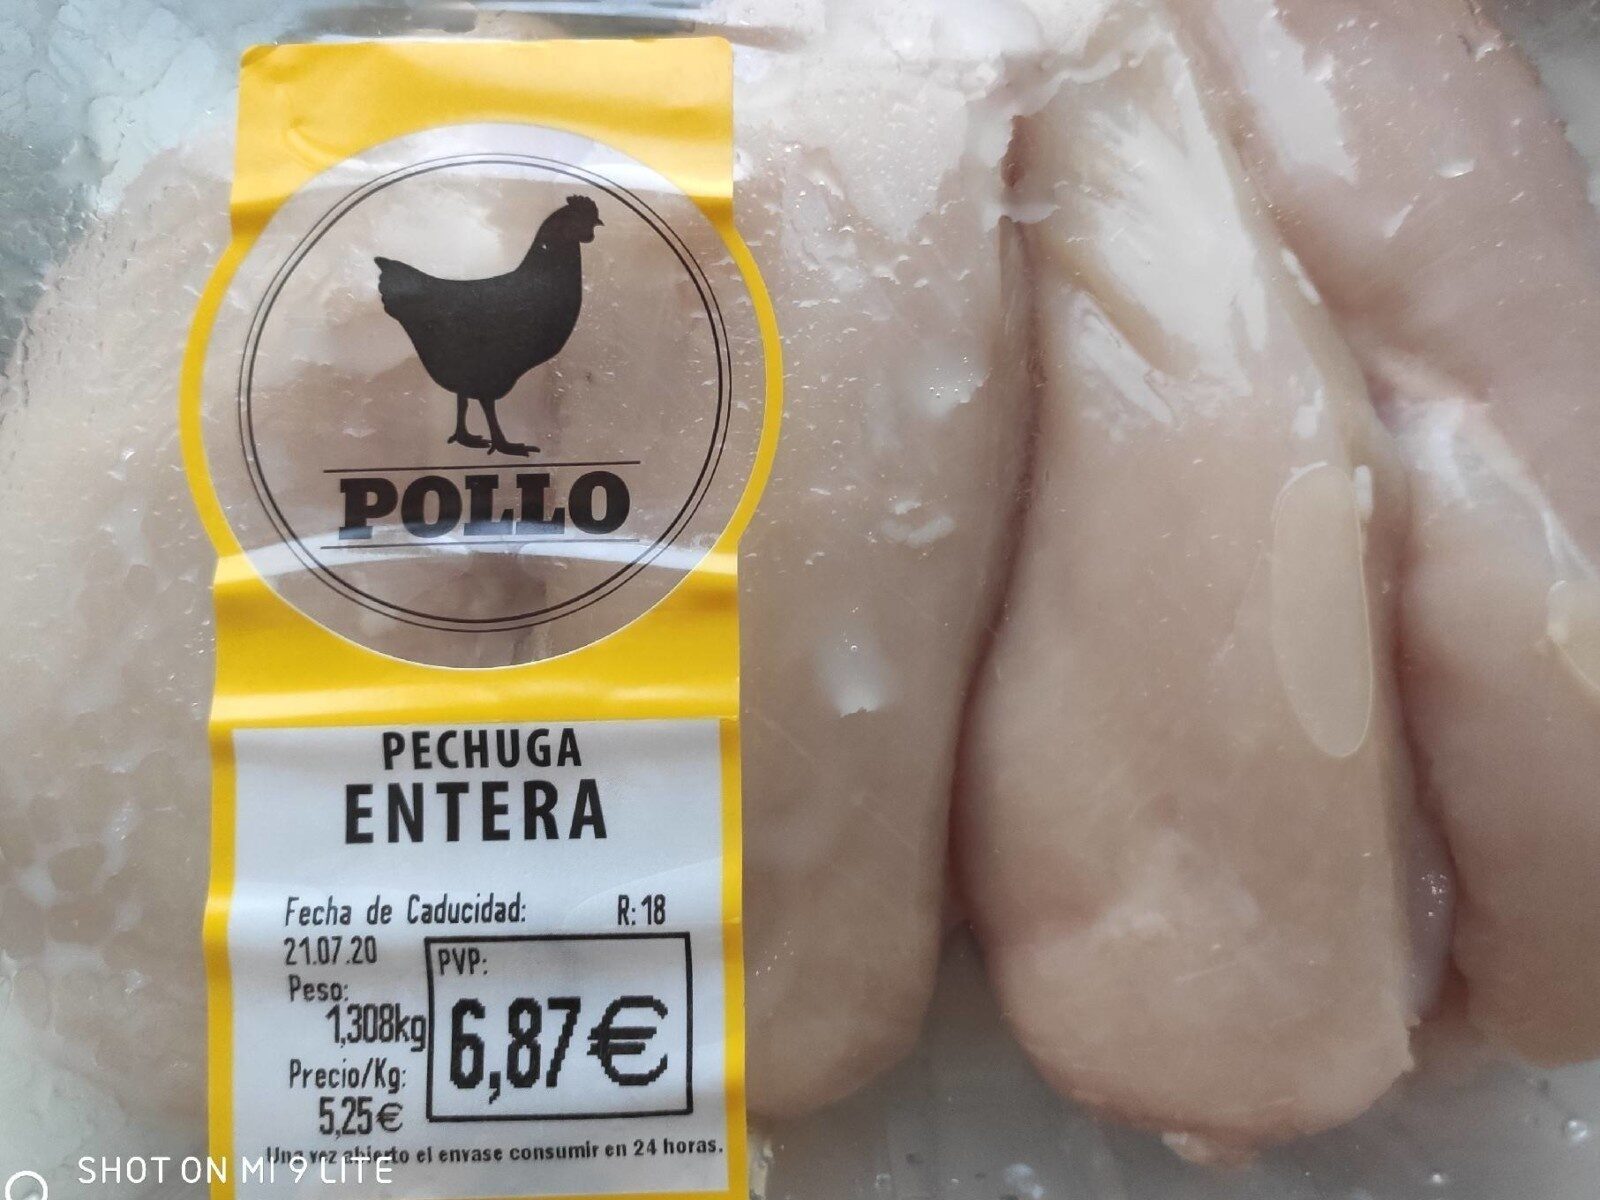 POLLO
PECHUGA
ENTERA
Fecha de Caducidad: R: 18
21.07.20
PVP:
Peso:
1,308kg
6,87€
Precio/Kg:
5,25€
Una vez abierto el envase consumir en 24 horas.
SHOT ON MI 9 LITE